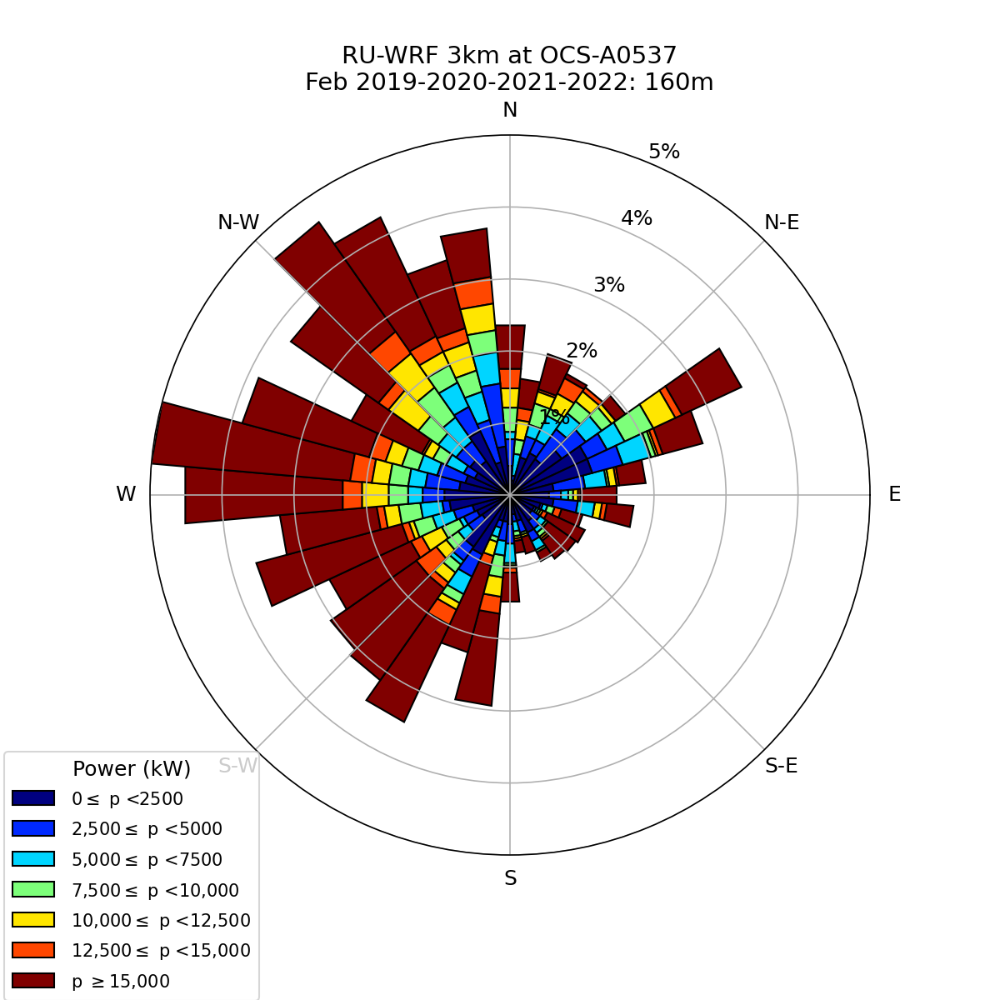 RU-WRF 3km at OCS-A0537
Feb 2019-2020-2021-2022: 160m
N
5%
N-W
4%
N-E
3%
2%
1%
W
E
S-W
S-E
S
Power (kW)
0≤ p <2500
2,500≤ p <5000
5,000≤ p <7500
7,500≤ p <10,000
10,000≤ p <12,500
12,500≤ p <15,000
p ≥15,000